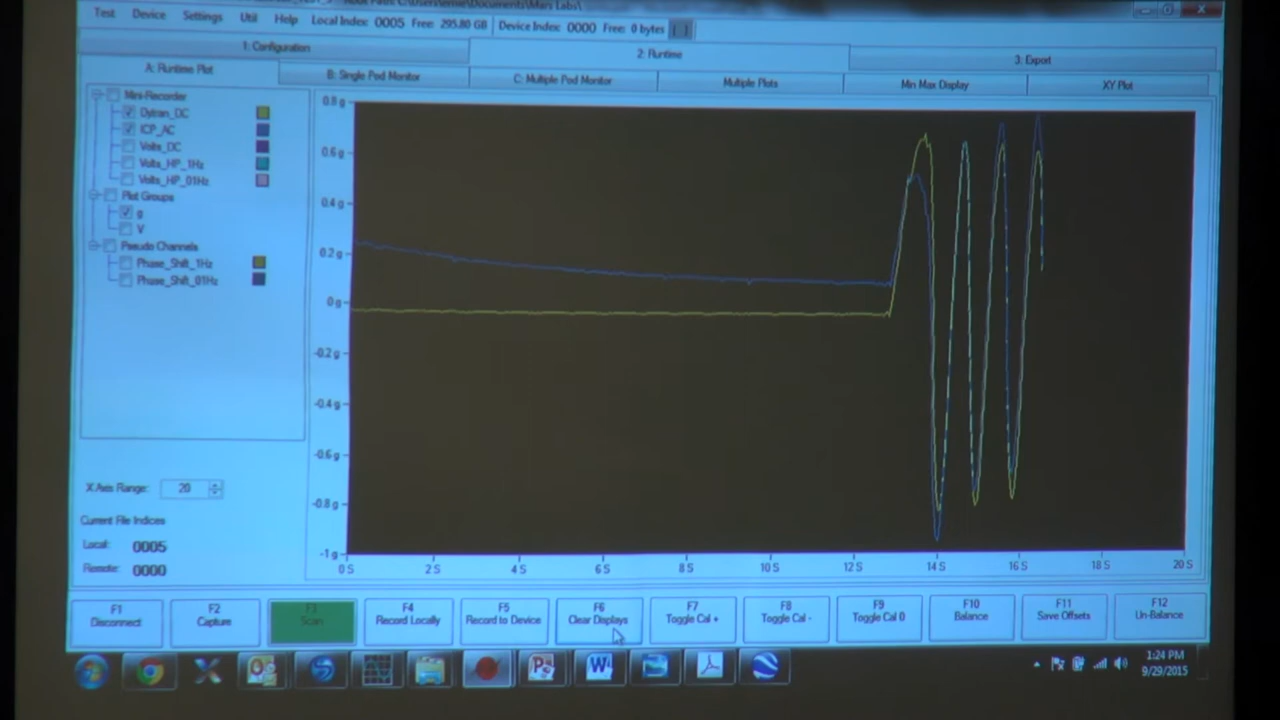 Test Device Settings Util Help Local Index: 0005 Free: 295.80 GB Device Index: 0000 Free: 0 bytes
1: Configuration 2: Runtime 3: Export
A: Runtime Plot B: Single Pod Monitor C: Multiple Pod Monitor Multiple Plots Min Max Display XY Plot
Mini-Recorder
Dytran_DC
ICP_AC
Volts_DC
Volts_HP_1Hz
Volts_HP_01Hz
Plot Groups
g
V
Pseudo Channels
Phase_Shift_1Hz
Phase_Shift_01Hz
0.8 g
0.6 g
0.4 g
0.2 g
0 g
-0.2 g
-0.4 g
-0.6 g
-0.8 g
-1 g
0 S 2 S 4 S 6 S 8 S 10 S 12 S 14 S 16 S 18 S 20 S
X Axis Range: 20
Current File Indices
Local: 0005
Remote: 0000
F1 F2 F3 F4 F5 F6 F7 F8 F9 F10 F11 F12
Disconnect Capture Scan Record Locally Record to Device Clear Displays Toggle Cal + Toggle Cal - Toggle Cal 0 Balance Save Offsets Un-Balance
1:24 PM
9/29/2015